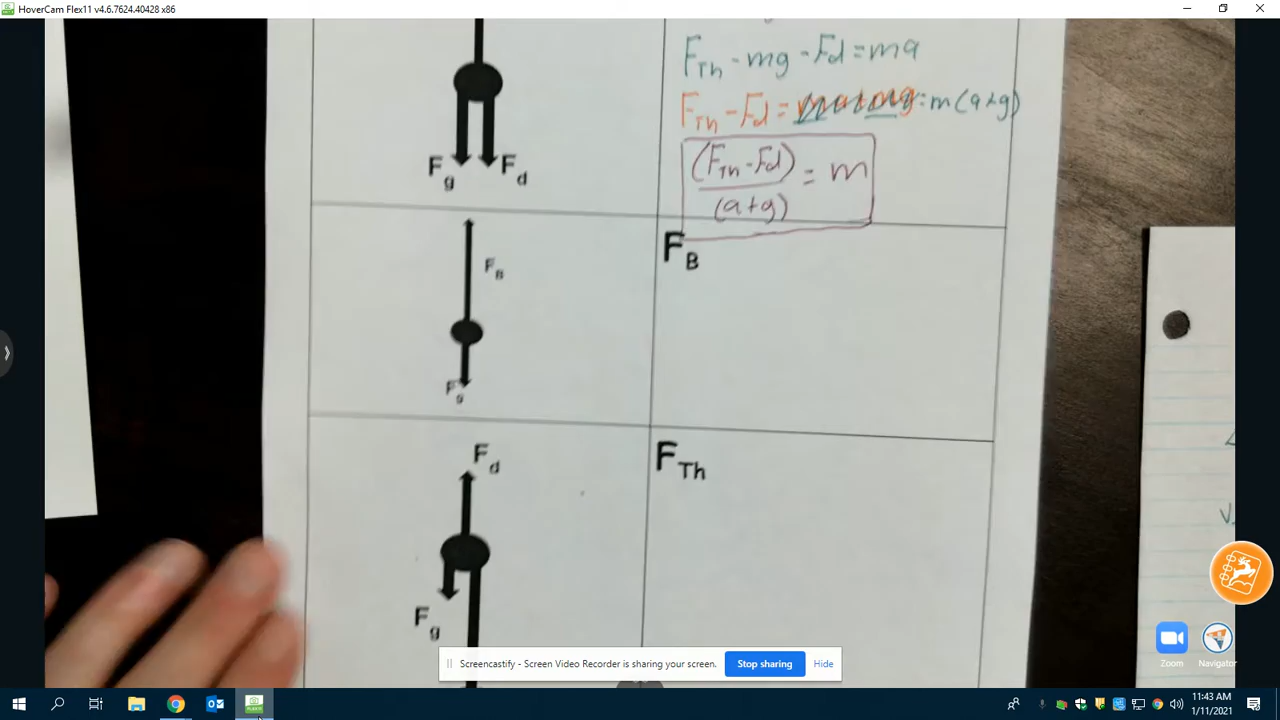 HoverCam Flex11 v4.6.7624.40428 x86
F_Th - mg - F_d = ma
F_Th - F_d = = m(a+g)
F_g F_d
(F_Th - F_d) / (a+g) = m
F_B
F_B
F_g
F_d
F_Th
F_g
Screencastify - Screen Video Recorder is sharing your screen. Stop sharing Hide
Zoom Navigator
11:43 AM
1/11/2021